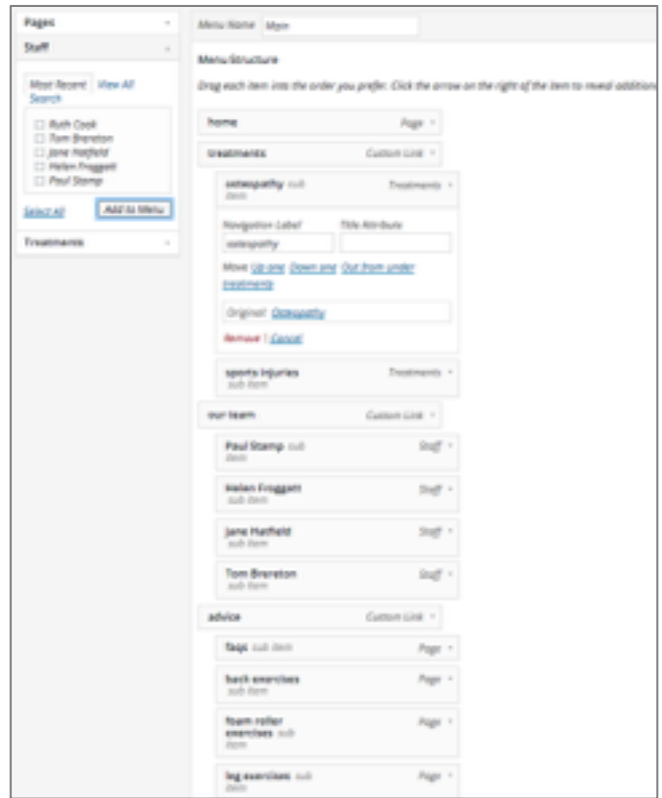 Pages
Staff
Most Recent View All
Search
Ruth Cook
Tom Brereton
Jane Hatfield
Helen Froggatt
Paul Stamp
Select All Add to Menu
Treatments
Menu Name Main
Menu Structure
Drag each item into the order you prefer. Click the arrow on the right of the item to reveal additional
home Page
treatments Custom Link
osteopathy sub Treatments
item
Navigation Label Title Attribute
osteopathy
Move Up one Down one Out from under
treatments
Original: Osteopathy
Remove | Cancel
sports injuries Treatments
sub item
our team Custom Link
Paul Stamp sub Staff
item
Helen Froggatt Staff
sub item
Jane Hatfield Staff
sub item
Tom Brereton Staff
sub item
advice Custom Link
faqs sub item Page
back exercises Page
sub item
foam roller Page
exercises sub
item
leg exercises sub Page
item